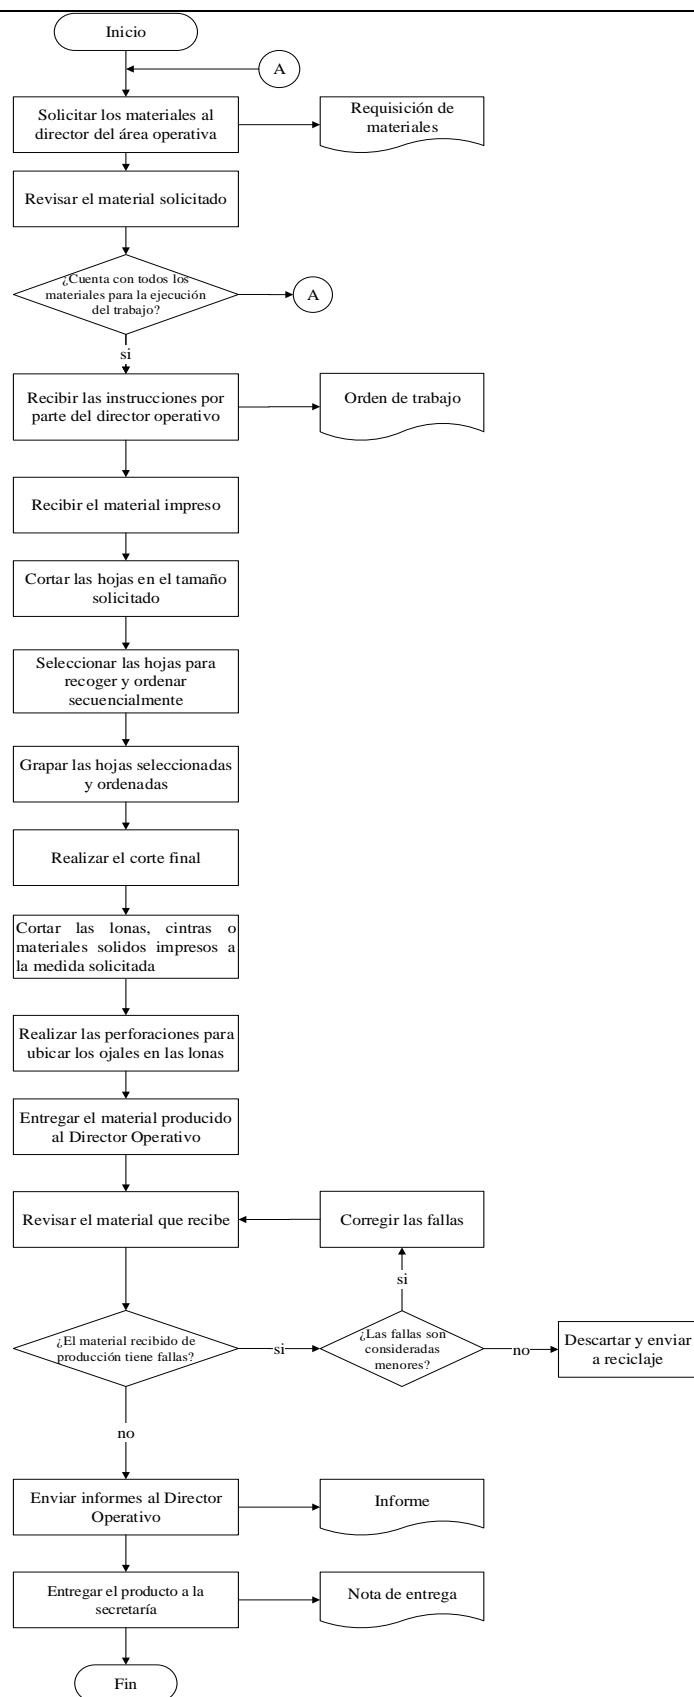 Inicio
A
Solicitar los materiales al
director del área operativa
Requisición de
materiales
Revisar el material solicitado
¿Cuenta con todos los
materiales para la ejecución
del trabajo?
A
si
Recibir las instrucciones por
parte del director operativo
Orden de trabajo
Recibir el material impreso
Cortar las hojas en el tamaño
solicitado
Seleccionar las hojas para
recoger y ordenar
secuencialmente
Grapar las hojas seleccionadas
y ordenadas
Realizar el corte final
Cortar las lonas, cintras o
materiales solidos impresos a
la medida solicitada
Realizar las perforaciones para
ubicar los ojales en las lonas
Entregar el material producido
al Director Operativo
Revisar el material que recibe
Corregir las fallas
si
¿El material recibido de
producción tiene fallas?
si
¿Las fallas son
consideradas
menores?
no
Descartar y enviar
a reciclaje
no
Enviar informes al Director
Operativo
Informe
Entregar el producto a la
secretaría
Nota de entrega
Fin